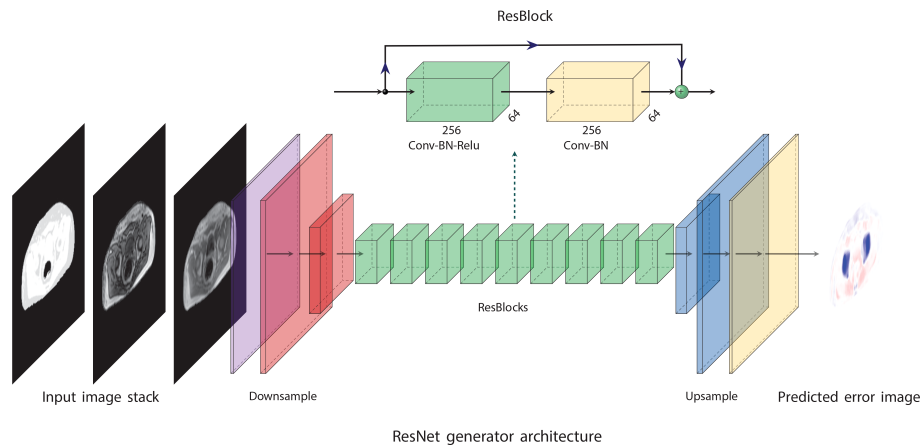 ResBlock
256
64
Conv-BN-Relu
256
64
Conv-BN
+
ResBlocks
Input image stack
Downsample
Upsample
Predicted error image
ResNet generator architecture